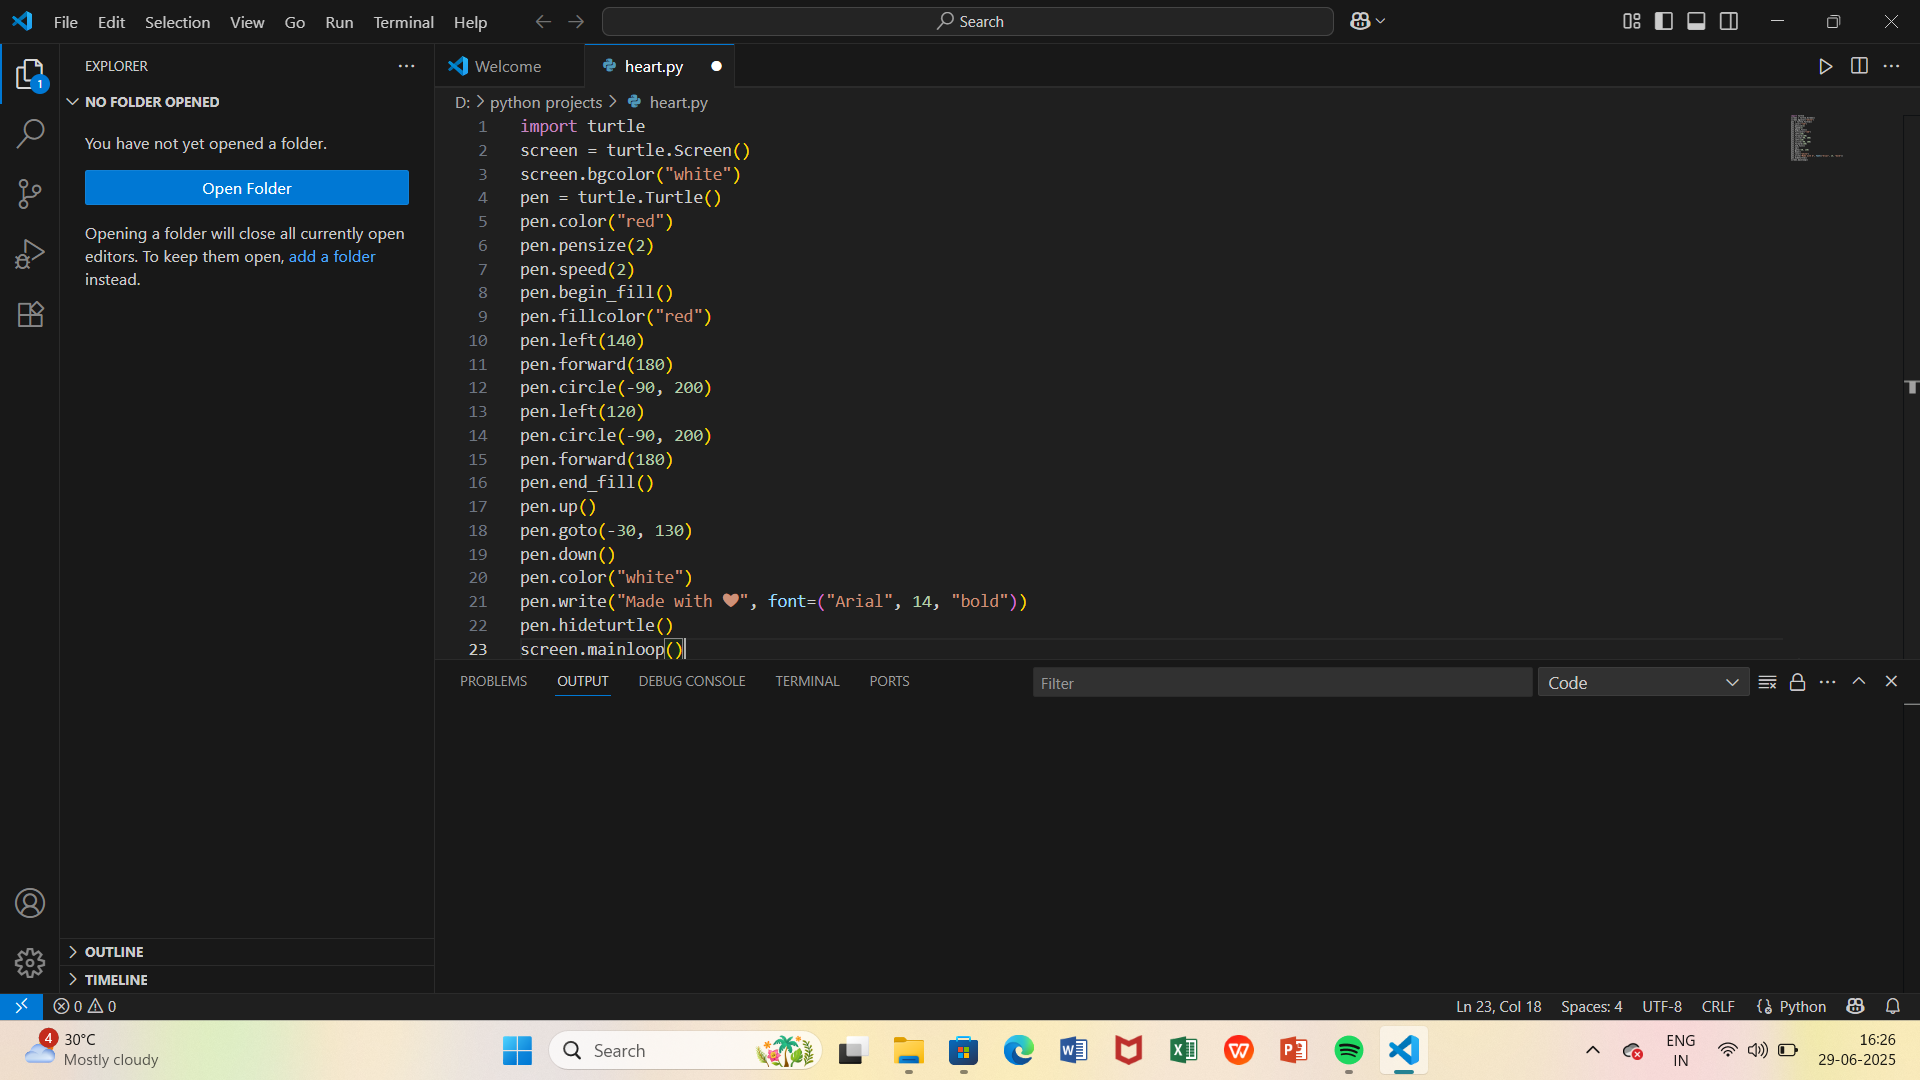 File Edit Selection View Go Run Terminal Help
Search
EXPLORER
1
NO FOLDER OPENED
You have not yet opened a folder.
Open Folder
Opening a folder will close all currently open
editors. To keep them open, add a folder
instead.
OUTLINE
TIMELINE
Welcome heart.py
D: > python projects > heart.py
1 import turtle
2 screen = turtle.Screen()
3 screen.bgcolor("white")
4 pen = turtle.Turtle()
5 pen.color("red")
6 pen.pensize(2)
7 pen.speed(2)
8 pen.begin_fill()
9 pen.fillcolor("red")
10 pen.left(140)
11 pen.forward(180)
12 pen.circle(-90, 200)
13 pen.left(120)
14 pen.circle(-90, 200)
15 pen.forward(180)
16 pen.end_fill()
17 pen.up()
18 pen.goto(-30, 130)
19 pen.down()
20 pen.color("white")
21 pen.write("Made with ❤", font=("Arial", 14, "bold"))
22 pen.hideturtle()
23 screen.mainloop()
PROBLEMS OUTPUT DEBUG CONSOLE TERMINAL PORTS
Filter
Code
0 0
Ln 23, Col 18 Spaces: 4 UTF-8 CRLF {} Python
4
30°C
Mostly cloudy
Search
ENG
IN
16:26
29-06-2025